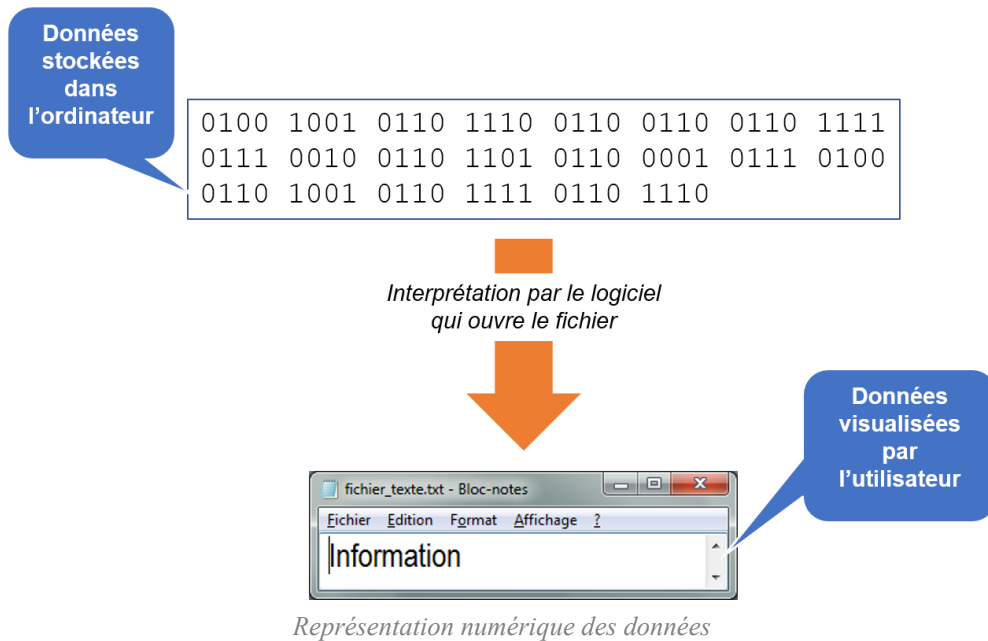 Données
stockées
dans
l'ordinateur
0100 1001 0110 1110 0110 0110 0110 1111
0111 0010 0110 1101 0110 0001 0111 0100
0110 1001 0110 1111 0110 1110
Interprétation par le logiciel
qui ouvre le fichier
Données
visualisées
par
l'utilisateur
fichier_texte.txt - Bloc-notes
Fichier Edition Format Affichage ?
Information
Représentation numérique des données